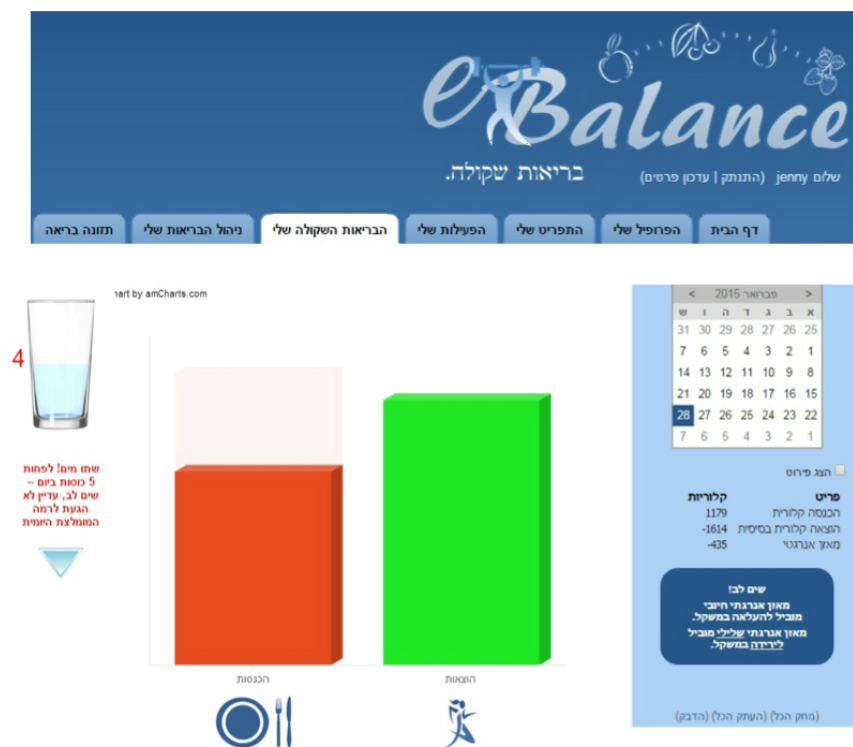 eBalance
בריאות שקולה.
שלום jenny (התנתק | עדכון פרטים)
דף הבית הפרופיל שלי התפריט שלי הפעילות שלי הבריאות השקולה שלי ניהול הבריאות שלי תזונה בריאה
hart by amCharts.com
4
שתו מים! לפחות
5 כוסות ביום –
שים לב, עדיין לא
הגעת לרמה
המומלצת היומית
הכנסות
הוצאות
< פברואר 2015 >
א ב ג ד ה ו ש
25 26 27 28 29 30 31
1 2 3 4 5 6 7
8 9 10 11 12 13 14
15 16 17 18 19 20 21
22 23 24 25 26 27 28
1 2 3 4 5 6 7
הצג פירוט
פריט קלוריות
הכנסה קלורית 1179
הוצאה קלורית בסיסית -1614
מאזן אנרגטי -435
שים לב!
מאזן אנרגתי חיובי
מוביל להעלאה במשקל.
מאזן אנרגתי שלילי מוביל
לירידה במשקל.
(מחק הכל) (העתק הכל) (הדבק)